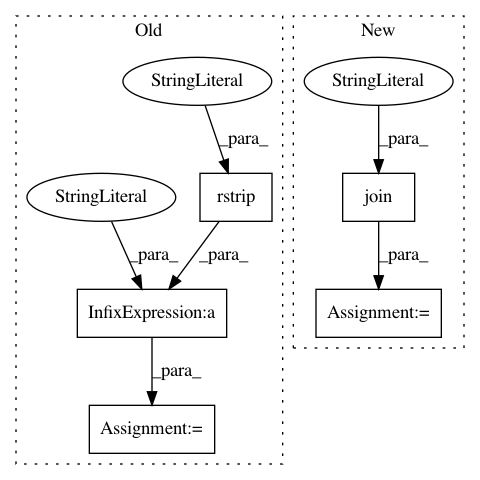 Old
New
StringLiteral
StringLiteral
_para_
_para_
StringLiteral
rstrip
join
_para_
_para_
_para_
InfixExpression:a
Assignment:=
_para_
Assignment:=